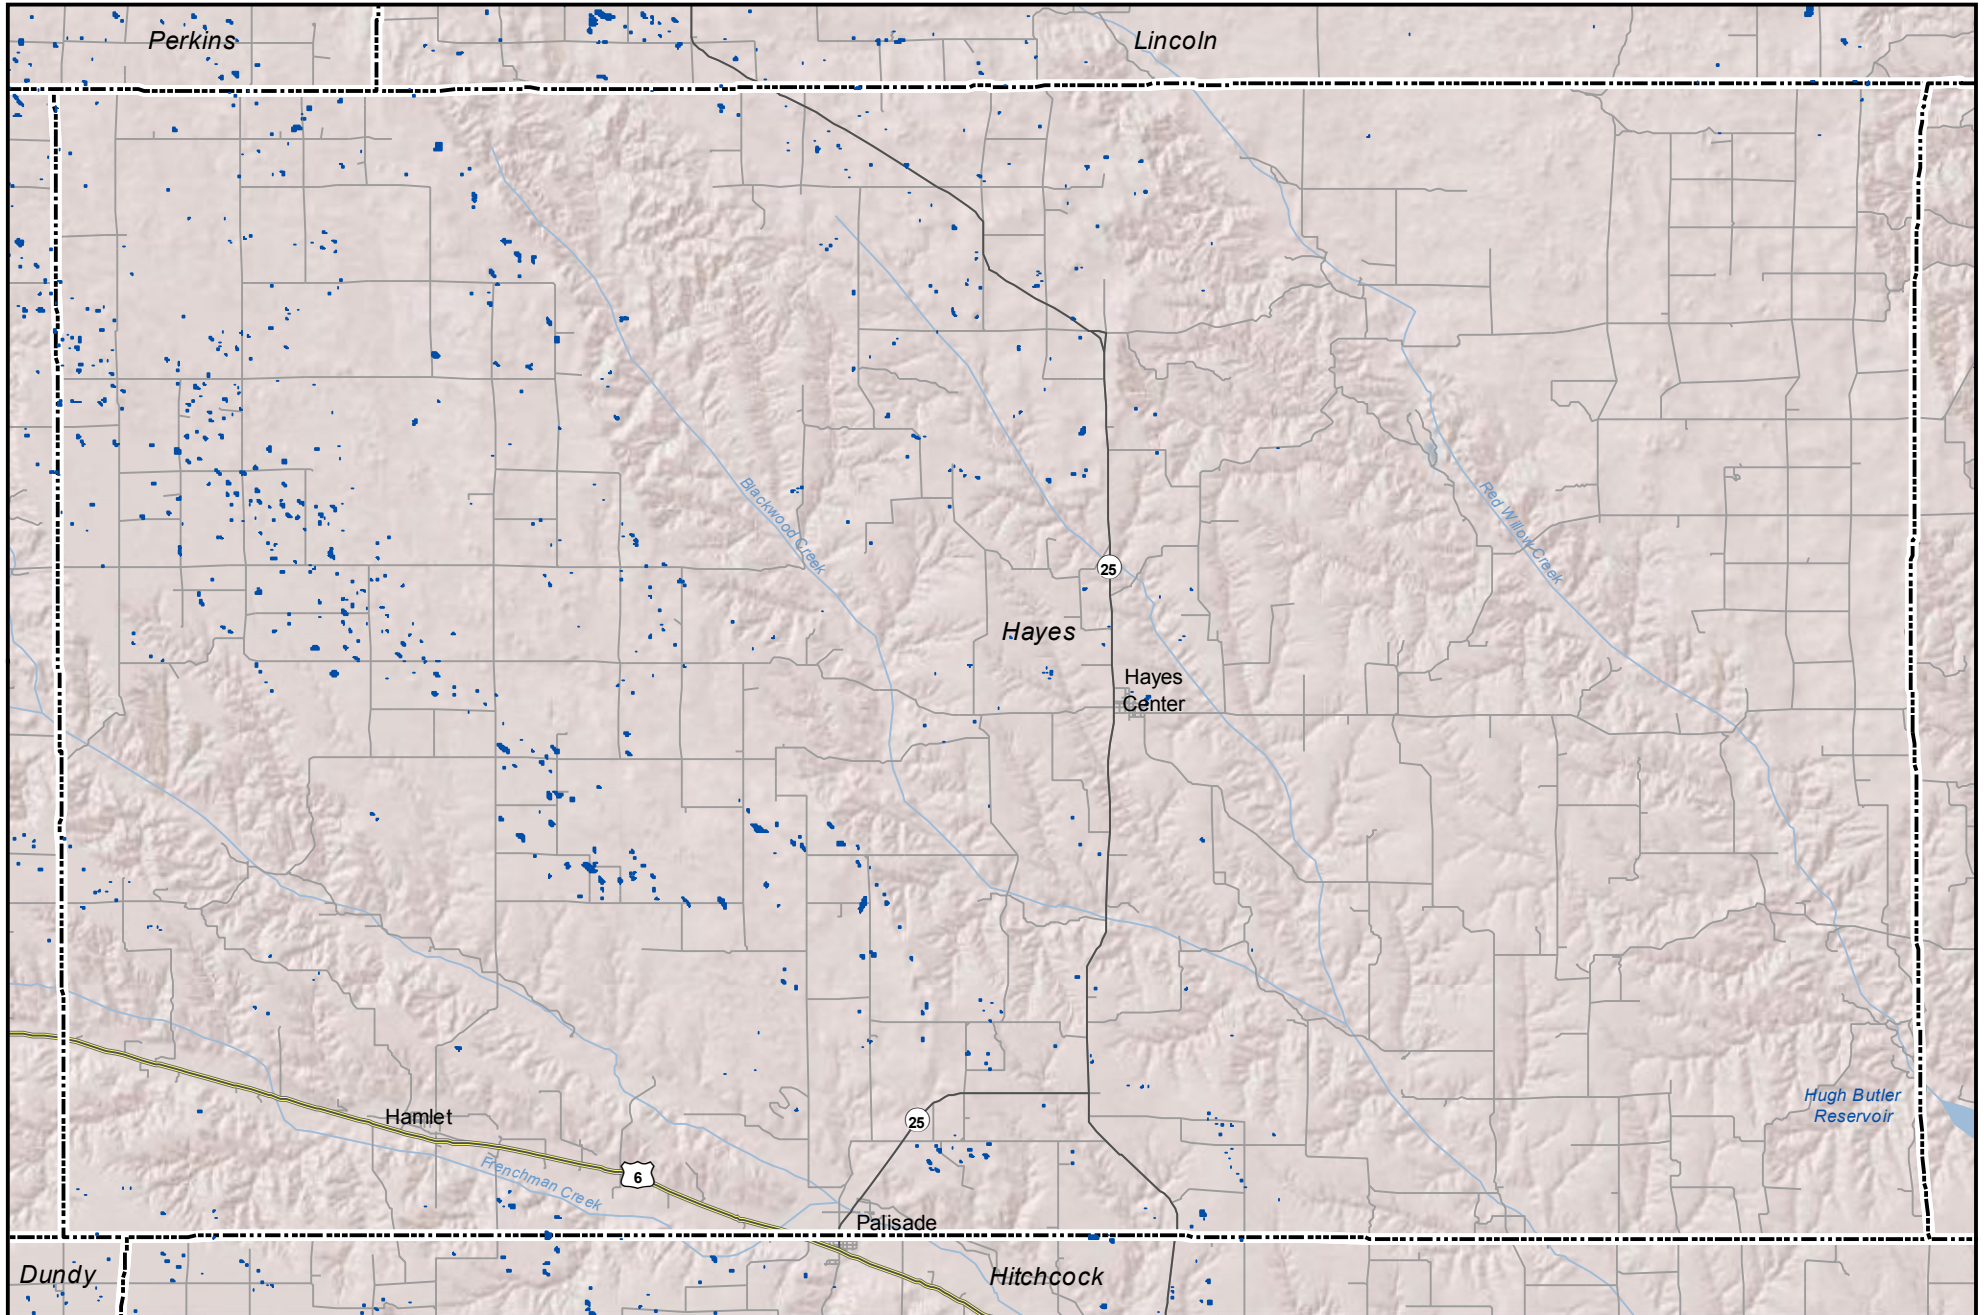 Perkins
Lincoln
Blackwood Creek
Red Willow Creek
25
Hayes
Hayes
Center
Hugh Butler
Reservoir
Hamlet
25
Frenchman Creek
6
Palisade
Dundy
Hitchcock